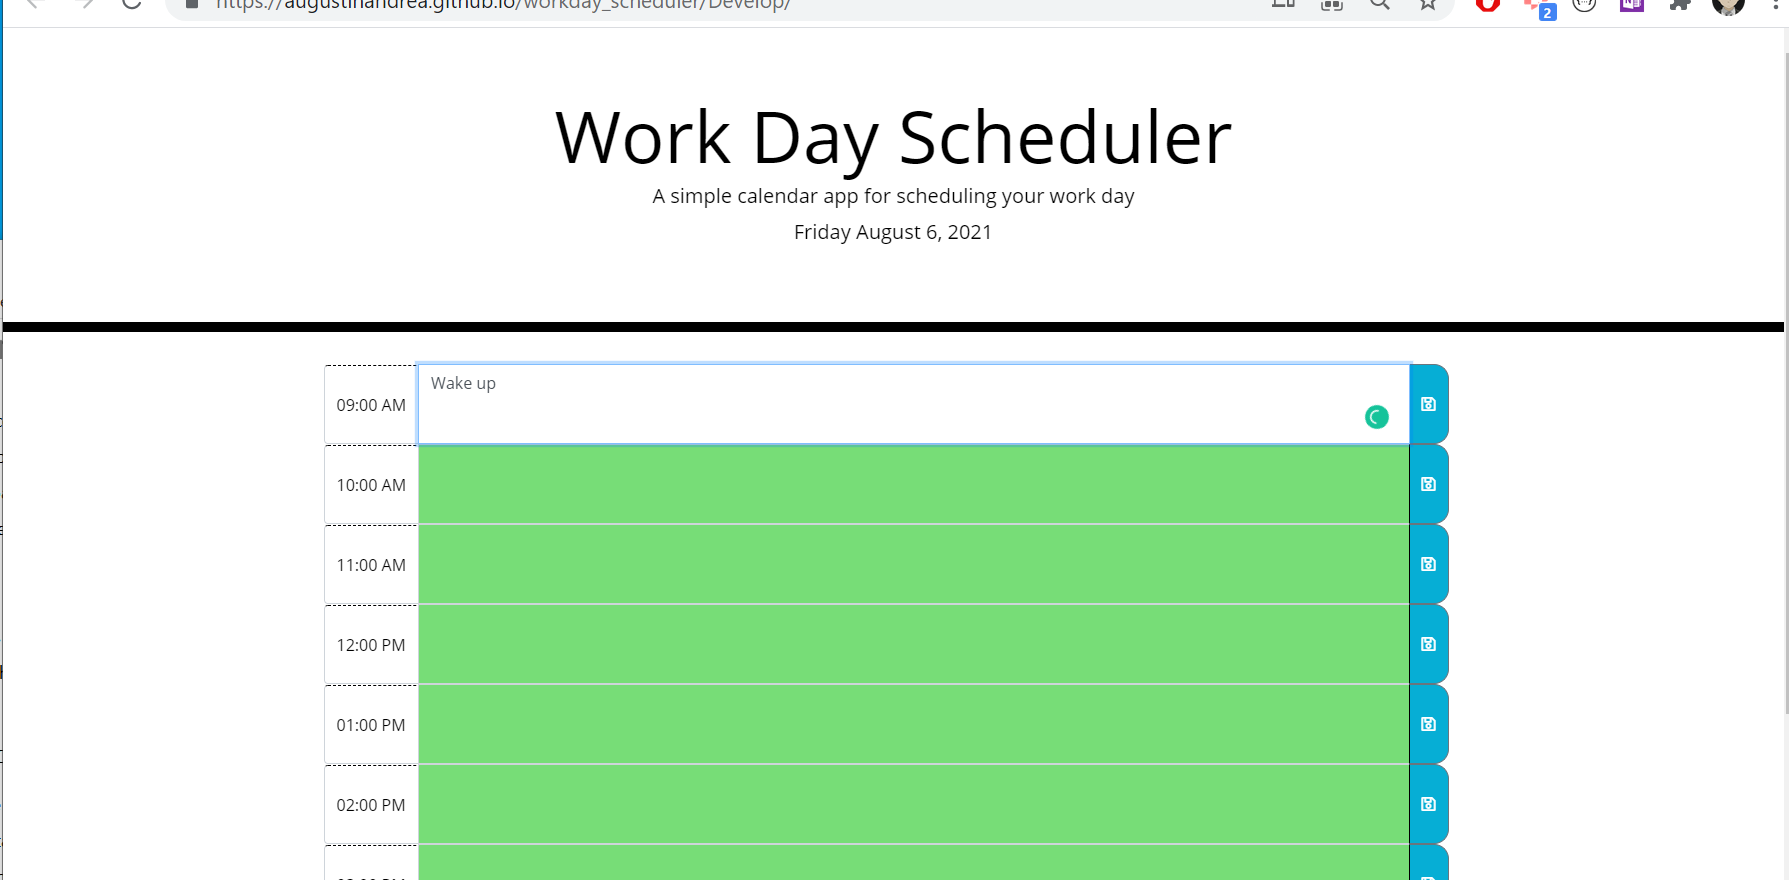 https://augustinandrea.github.io/workday_scheduler/Develop/
2
Work Day Scheduler
A simple calendar app for scheduling your work day
Friday August 6, 2021
09:00 AM
Wake up
10:00 AM
11:00 AM
12:00 PM
01:00 PM
02:00 PM